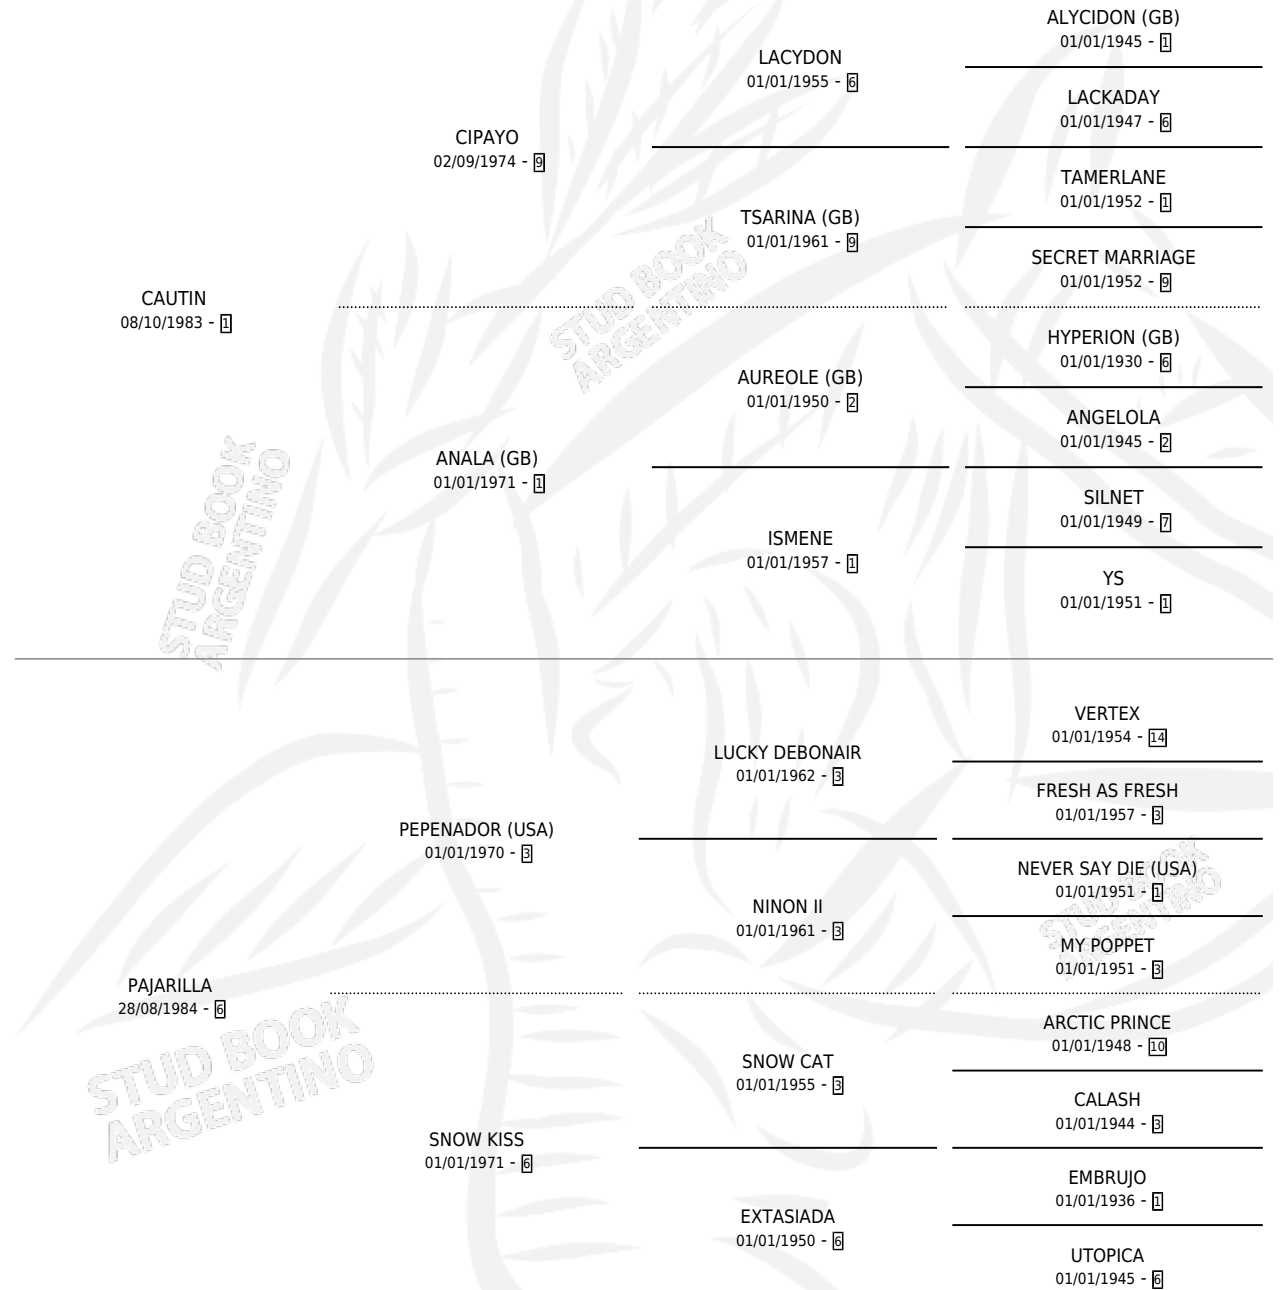 ALYCIDON (GB)
01/01/1945 - 1
LACYDON
01/01/1955 - 6
LACKADAY
01/01/1947 - 6
CIPAYO
02/09/1974 - 9
TAMERLANE
01/01/1952 - 1
TSARINA (GB)
01/01/1961 - 9
SECRET MARRIAGE
01/01/1952 - 9
CAUTIN
08/10/1983 - 1
HYPERION (GB)
01/01/1930 - 6
AUREOLE (GB)
01/01/1950 - 2
ANGELOLA
01/01/1945 - 2
ANALA (GB)
01/01/1971 - 1
SILNET
01/01/1949 - 7
ISMENE
01/01/1957 - 1
YS
01/01/1951 - 1
STUD BOOK
ARGENTINO
STUD BOOK
ARGENTINO
VERTEX
01/01/1954 - 14
LUCKY DEBONAIR
01/01/1962 - 3
FRESH AS FRESH
01/01/1957 - 3
PEPENADOR (USA)
01/01/1970 - 3
NEVER SAY DIE (USA)
01/01/1951 - 1
NINON II
01/01/1961 - 3
MY POPPET
01/01/1951 - 3
PAJARILLA
28/08/1984 - 6
ARCTIC PRINCE
01/01/1948 - 10
SNOW CAT
01/01/1955 - 3
CALASH
01/01/1944 - 3
SNOW KISS
01/01/1971 - 6
EMBRUJO
01/01/1936 - 1
EXTASIADA
01/01/1950 - 6
UTOPICA
01/01/1945 - 6
STUD BOOK
ARGENTINO
STUD BOOK
ARGENTINO